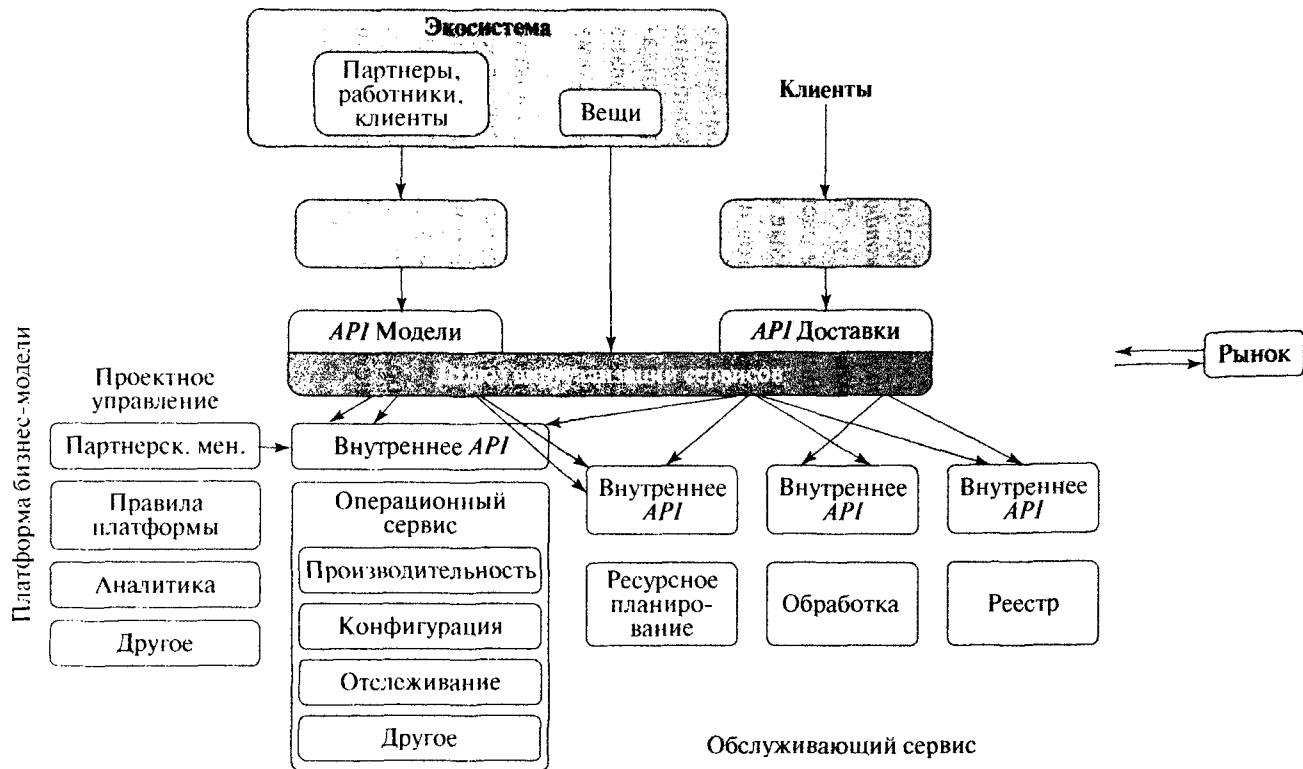 Экосистема
Партнеры,
работники,
клиенты
Вещи
Клиенты
API Модели
API Доставки
сервисов
Рынок
Платформа бизнес-модели
Проектное
управление
Партнерск. мен.
Правила
платформы
Аналитика
Другое
Внутреннее API
Операционный
сервис
Производительность
Конфигурация
Отслеживание
Другое
Внутреннее
API
Внутреннее
API
Внутреннее
API
Ресурсное
планиро-
вание
Обработка
Реестр
Обслуживающий сервис